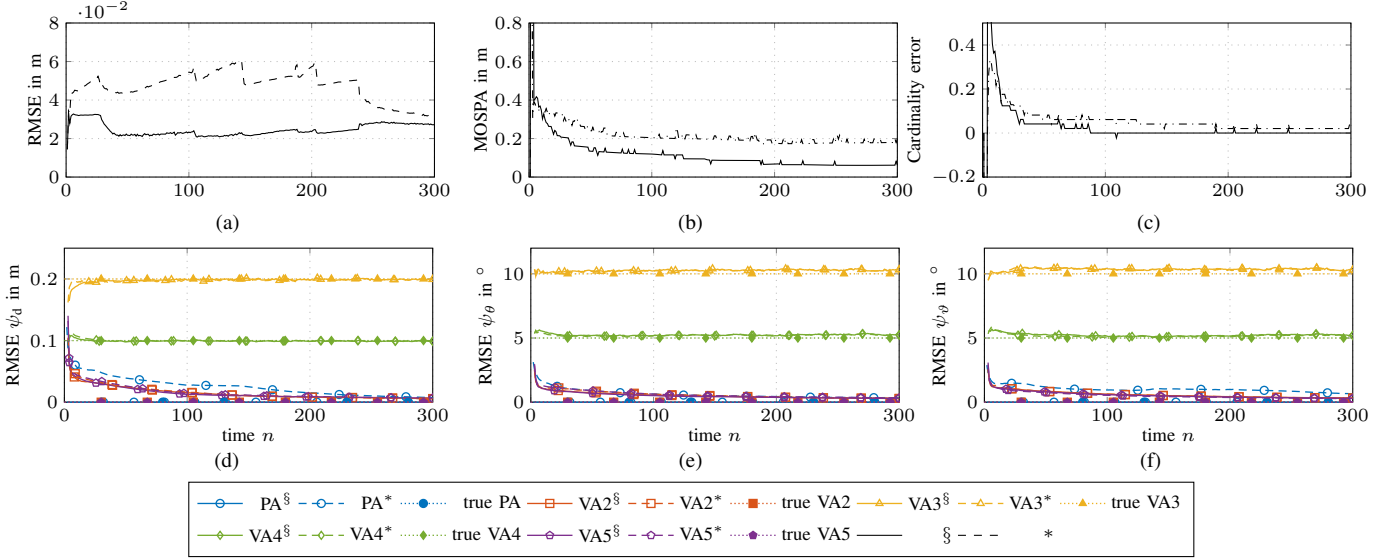 ·10⁻²
RMSE in m
8
6
4
2
0
0 100 200 300
(a)
MOSPA in m
0.8
0.6
0.4
0.2
0
0 100 200 300
(b)
Cardinality error
0.4
0.2
0
−0.2
0 100 200 300
(c)
RMSE ψ_d in m
0.2
0.1
0
0 100 200 300
time n
(d)
RMSE ψ_θ in °
10
5
0
0 100 200 300
time n
(e)
RMSE ψ_ϑ in °
10
5
0
0 100 200 300
time n
(f)
PA§ PA* true PA VA2§ VA2* true VA2 VA3§ VA3* true VA3
VA4§ VA4* true VA4 VA5§ VA5* true VA5 § *